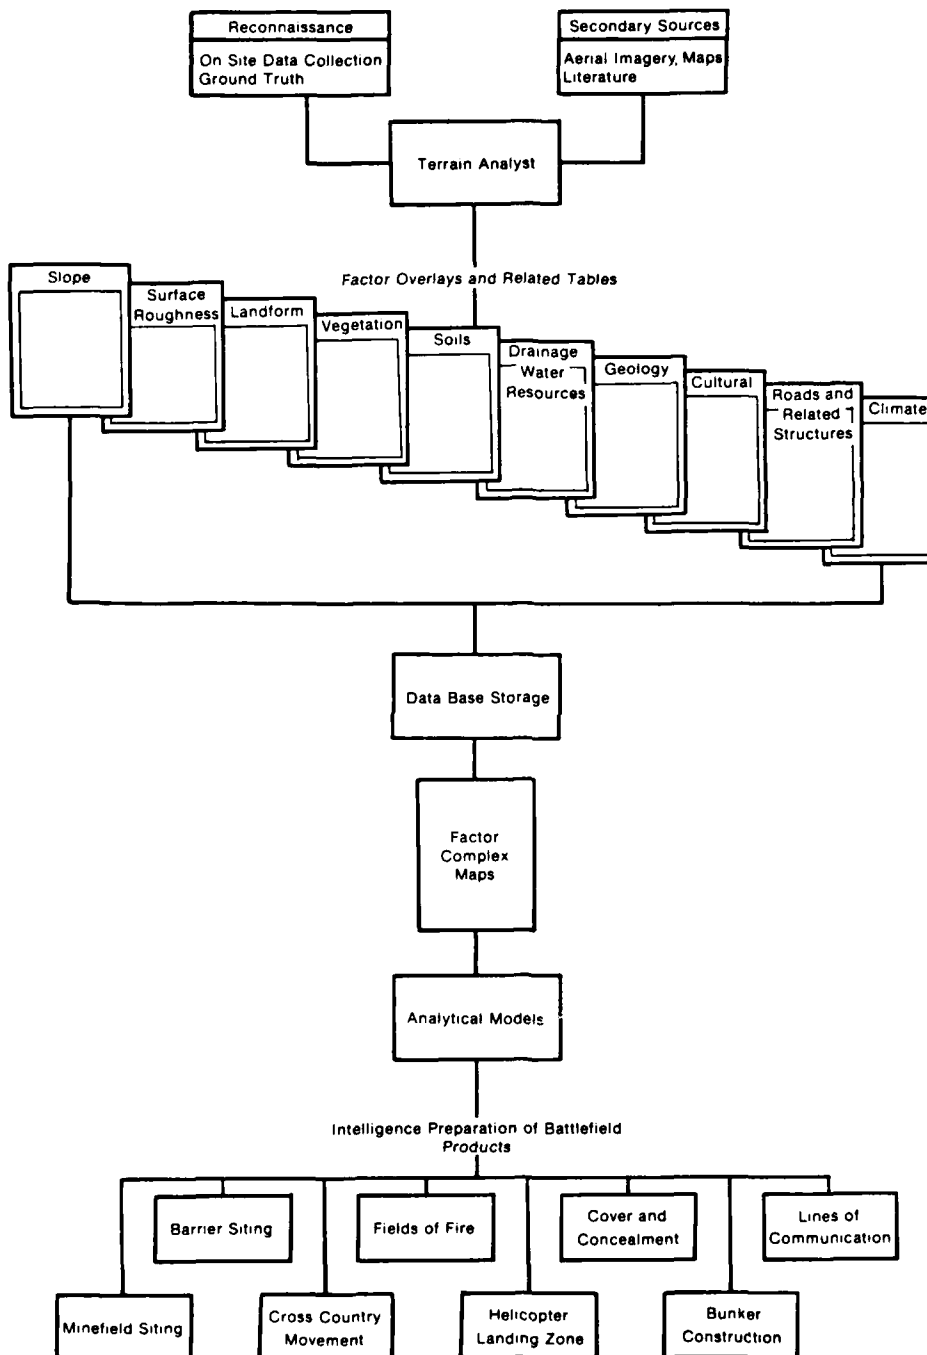 Reconnaissance
On Site Data Collection
Ground Truth
Secondary Sources
Aerial Imagery, Maps
Literature
Terrain Analyst
Factor Overlays and Related Tables
Slope
Surface
Roughness
Landform
Vegetation
Soils
Drainage
Water
Resources
Geology
Cultural
Roads and
Related
Structures
Climate
Data Base Storage
Factor
Complex
Maps
Analytical Models
Intelligence Preparation of Battlefield
Products
Barrier Siting
Fields of Fire
Cover and
Concealment
Lines of
Communication
Minefield Siting
Cross Country
Movement
Helicopter
Landing Zone
Bunker
Construction